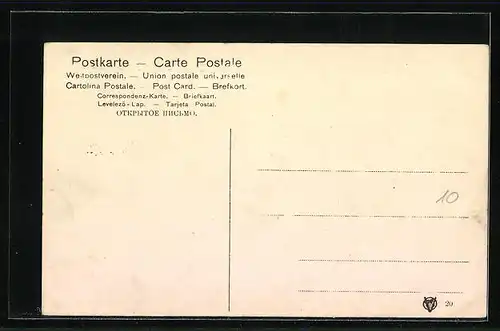 Postkarte — Carte Postale
Weltpostverein. — Union postale universelle
Cartolina Postale. — Post Card. — Brefkort.
Correspondenz-Karte. — Briefkaart.
Levelező-Lap. — Tarjeta Postal.
ОТКРЫТОЕ ПИСЬМО.
10
20